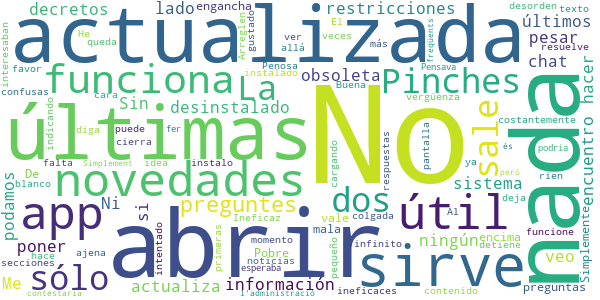 decretos lado engancha restricciones desorden texto
interesaban actualizada Arreglen gustado ver allá El veces más últimos
favor queda He Penosa frequents resuelve
confusas funciona La obsoleta Pinches Pensava chat pesar
cara Sin desinstalado instalado Buena vergüenza
indicando No sale nada
últimas diga puede cierra fer pantalla costantemente encuentro hacer
De novedades falta instalo idea cargando respuestas ya és podria
blanco preguntes dos sistema rien però
podamos app Ni si intentado Ineficaz vale colgada útil Al deja funcione Simplemente
poner Simplement mala ningún encima
sólo hace ajena abrir primeras momento pequeño infinito sirve detiene
secciones Pobre noticias veo preguntas
Me actualiza información esperaba ineficaces contenido
contestaria l'administració